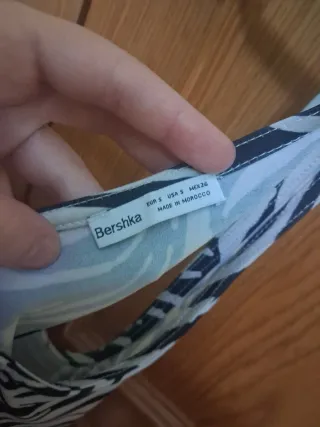 Bershka
EUR S USA S MEX 26
MADE IN MOROCCO